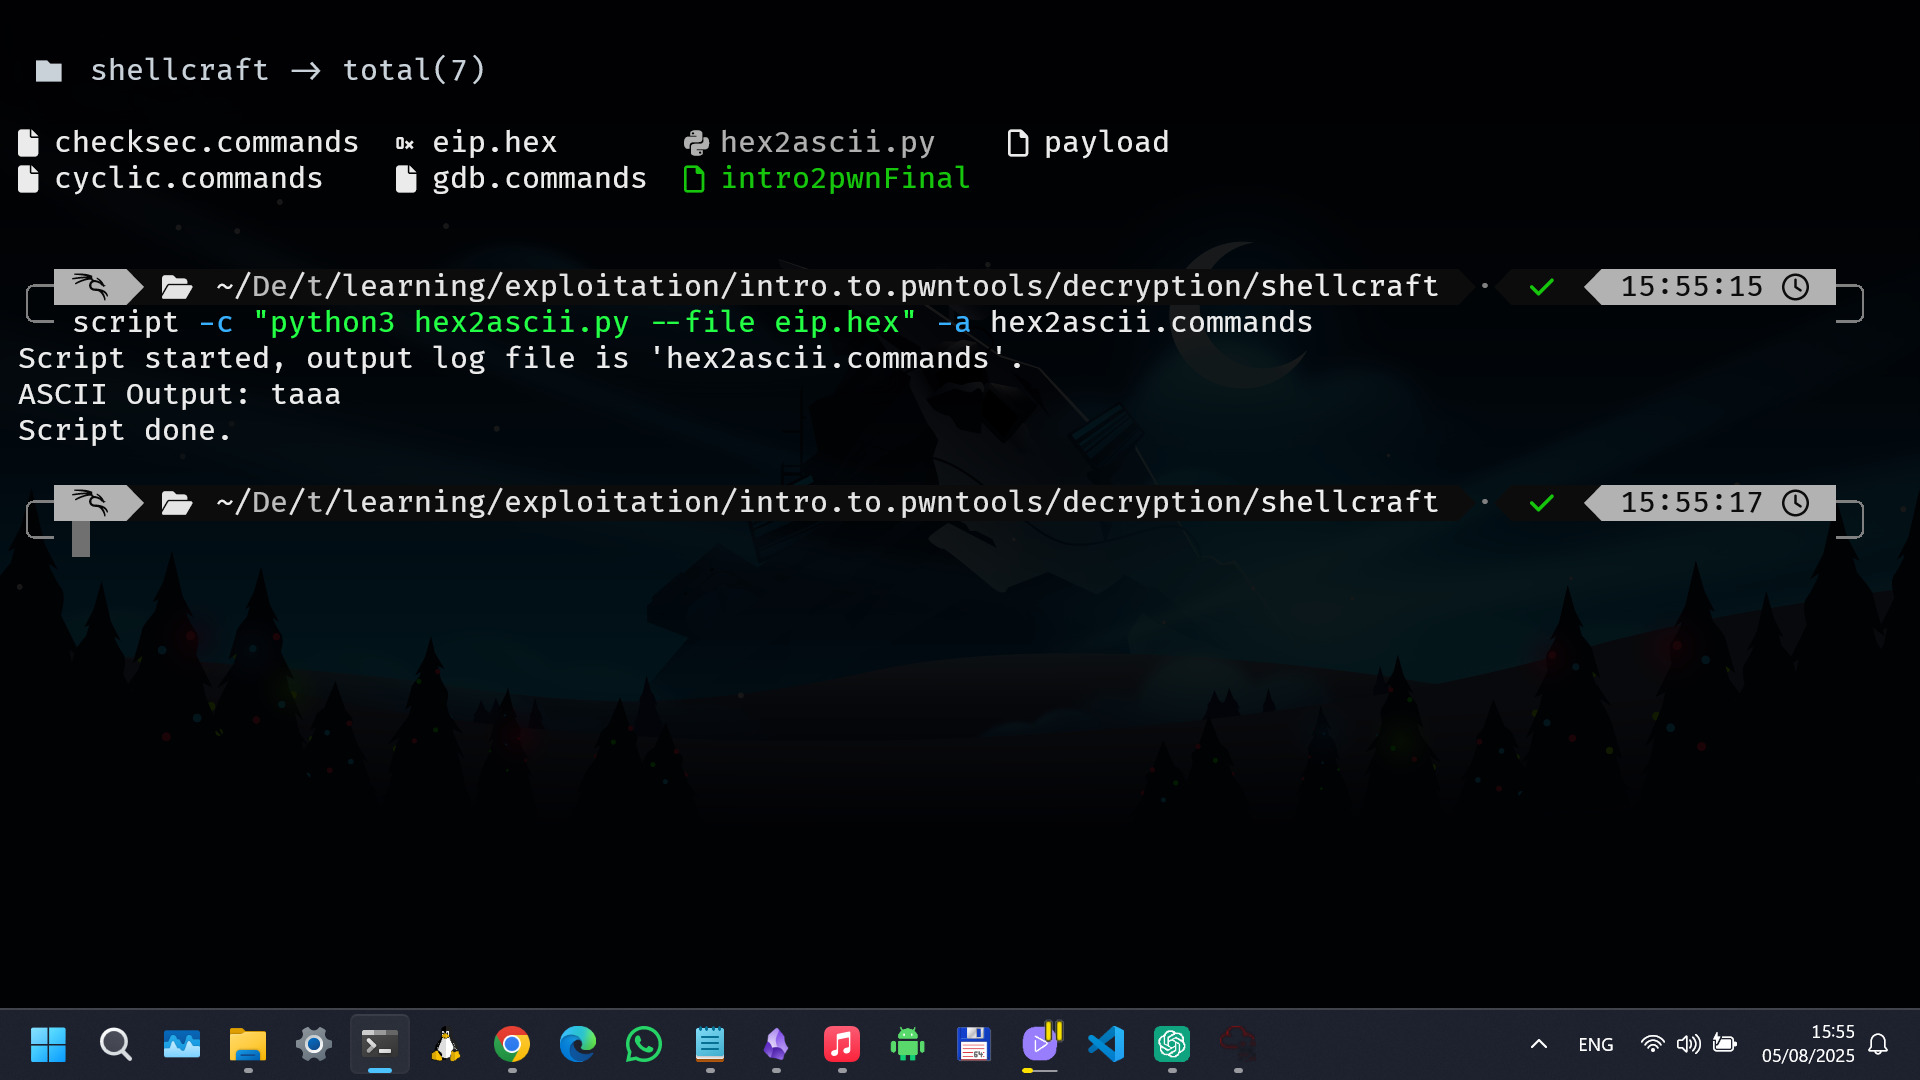 shellcraft → total(7)
checksec.commands 0x eip.hex hex2ascii.py payload
cyclic.commands gdb.commands intro2pwnFinal
~/De/t/learning/exploitation/intro.to.pwntools/decryption/shellcraft · ✓ 15:55:15
script -c "python3 hex2ascii.py --file eip.hex" -a hex2ascii.commands
Script started, output log file is 'hex2ascii.commands'.
ASCII Output: taaa
Script done.
~/De/t/learning/exploitation/intro.to.pwntools/decryption/shellcraft · ✓ 15:55:17
64
ENG
15:55
05/08/2025